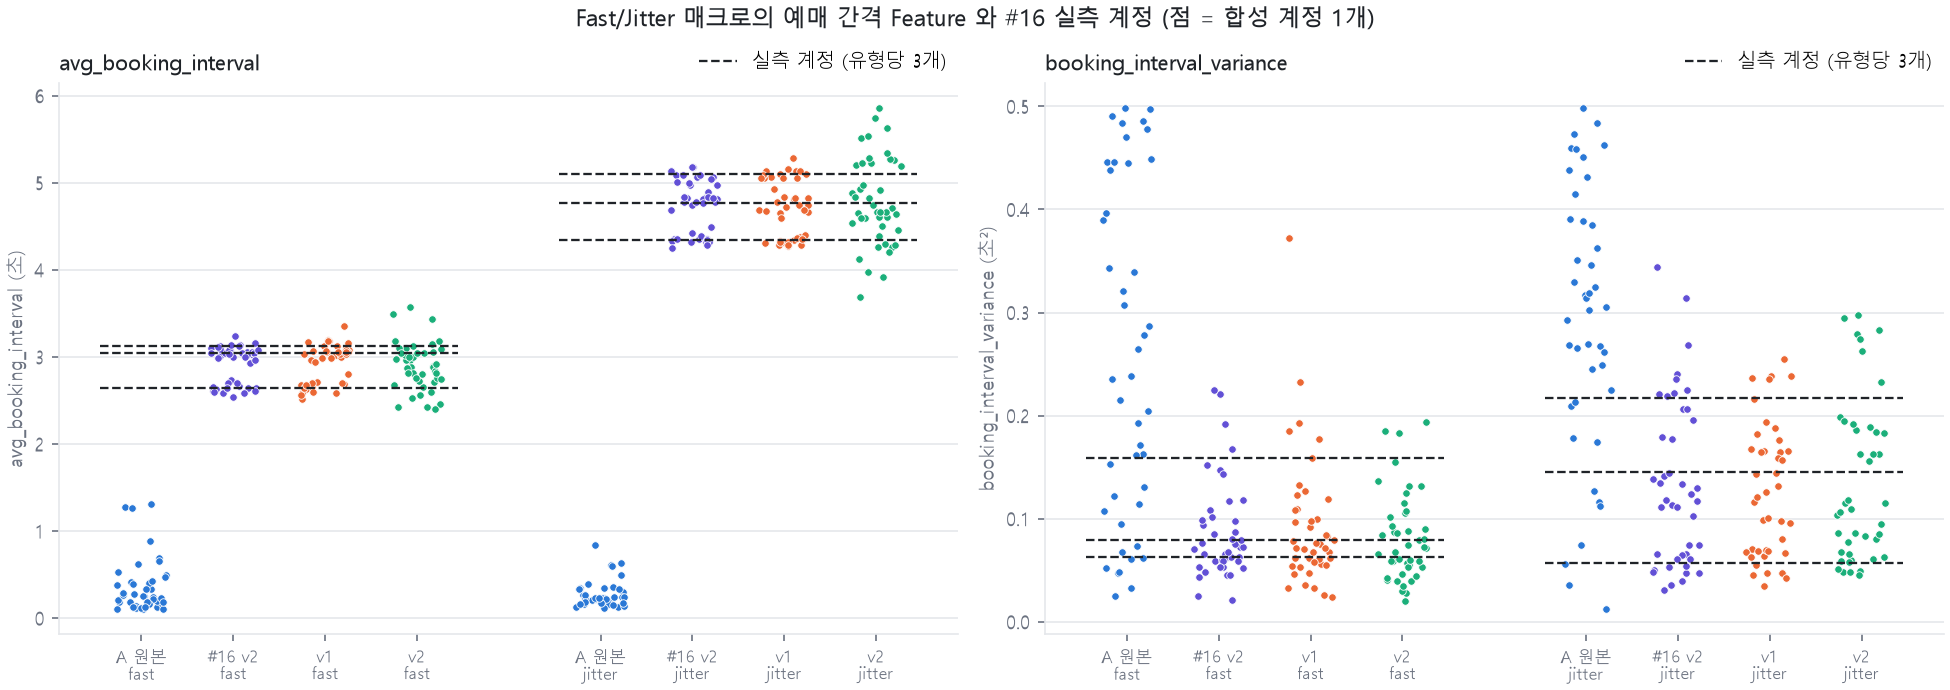 Fast/Jitter 매크로의 예매 간격 Feature 와 #16 실측 계정 (점 = 합성 계정 1개)
avg_booking_interval
실측 계정 (유형당 3개)
avg_booking_interval (초)
6
5
4
3
2
1
0
A 원본
fast
#16 v2
fast
v1
fast
v2
fast
A 원본
jitter
#16 v2
jitter
v1
jitter
v2
jitter
booking_interval_variance
실측 계정 (유형당 3개)
booking_interval_variance (초²)
0.5
0.4
0.3
0.2
0.1
0.0
A 원본
fast
#16 v2
fast
v1
fast
v2
fast
A 원본
jitter
#16 v2
jitter
v1
jitter
v2
jitter